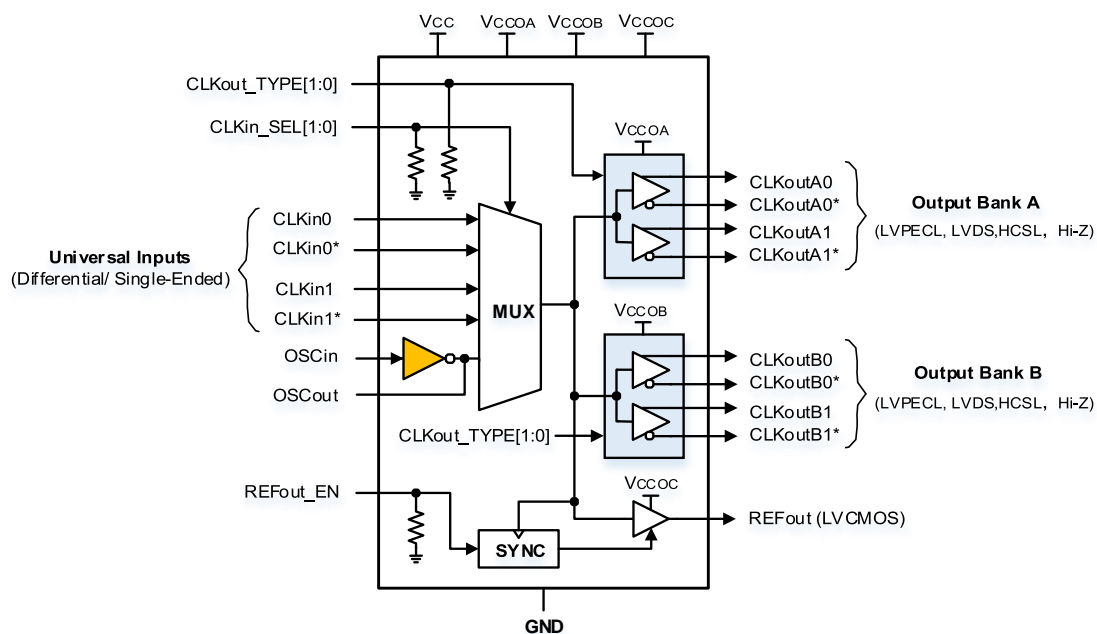 VCC VCCOA VCCOB VCCOC
CLKout_TYPE[1:0]
CLKin_SEL[1:0]
VCCOA
CLKoutA0
CLKoutA0*
CLKoutA1
CLKoutA1*
Output Bank A
(LVPECL, LVDS,HCSL, Hi-Z)
Universal Inputs
(Differential/ Single-Ended)
CLKin0
CLKin0*
CLKin1
CLKin1*
OSCin
OSCout
MUX
VCCOB
CLKoutB0
CLKoutB0*
CLKoutB1
CLKoutB1*
Output Bank B
(LVPECL, LVDS,HCSL, Hi-Z)
CLKout_TYPE[1:0]
REFout_EN
VCCOC
SYNC
REFout (LVCMOS)
GND